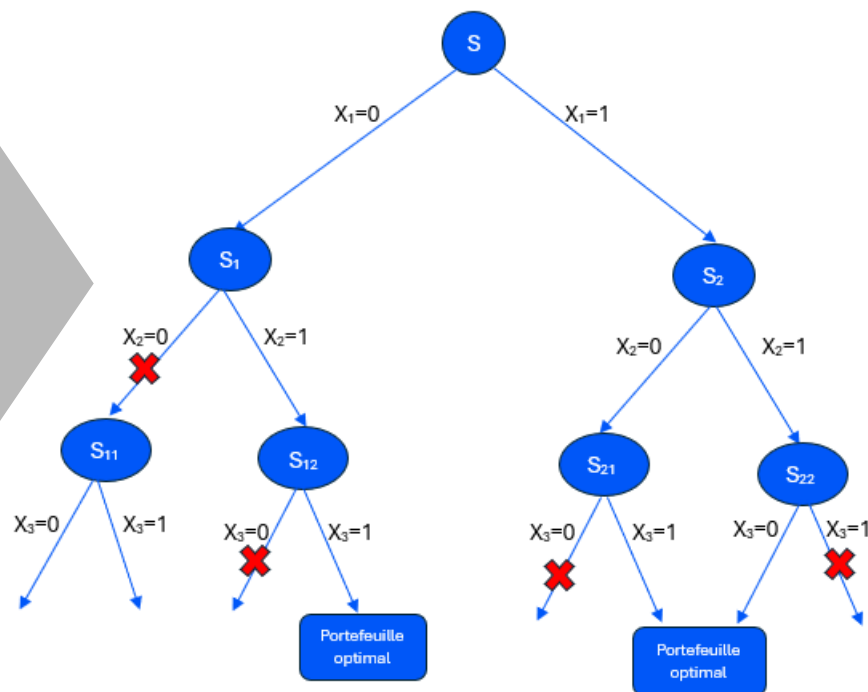 S
X₁=0
X₁=1
S₁
S₂
X₂=0
X₂=1
X₂=0
X₂=1
S₁₁
S₁₂
S₂₁
S₂₂
X₃=0
X₃=1
X₃=0
X₃=1
X₃=0
X₃=1
X₃=0
X₃=1
Portefeuille
optimal
Portefeuille
optimal